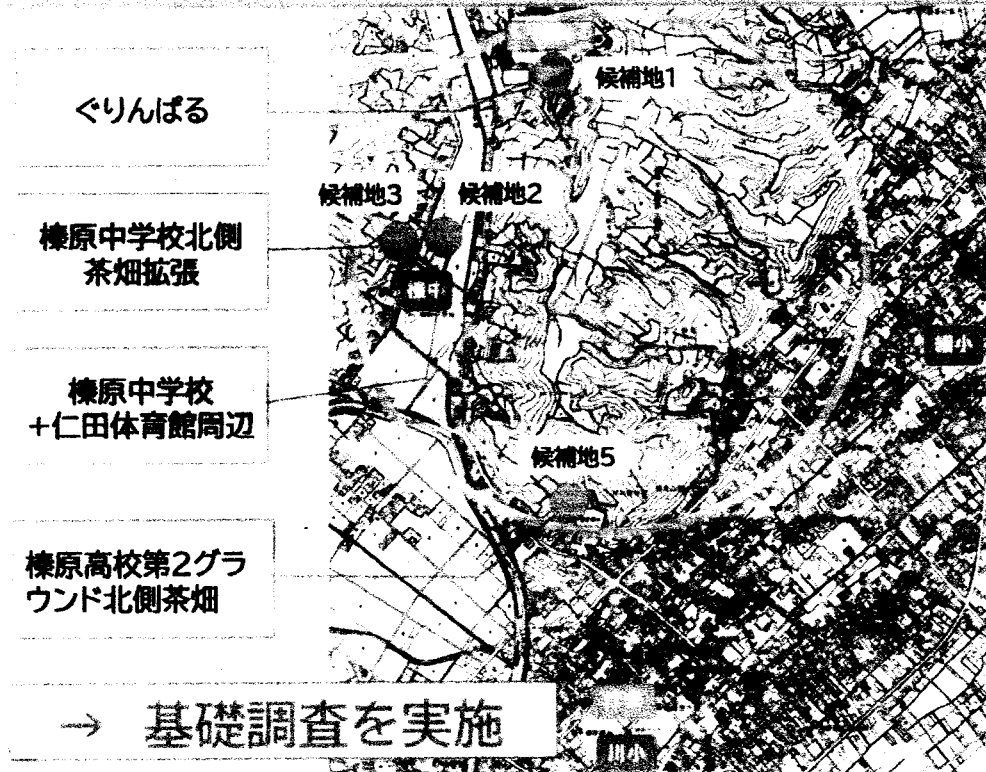 ぐりんぱる
候補地1
候補地3
候補地2
榛原中学校北側
茶畑拡張
榛中
榛小
榛原中学校
+仁田体育館周辺
候補地5
榛原高校第2グラ
ウンド北側茶畑
→ 基礎調査を実施
川小